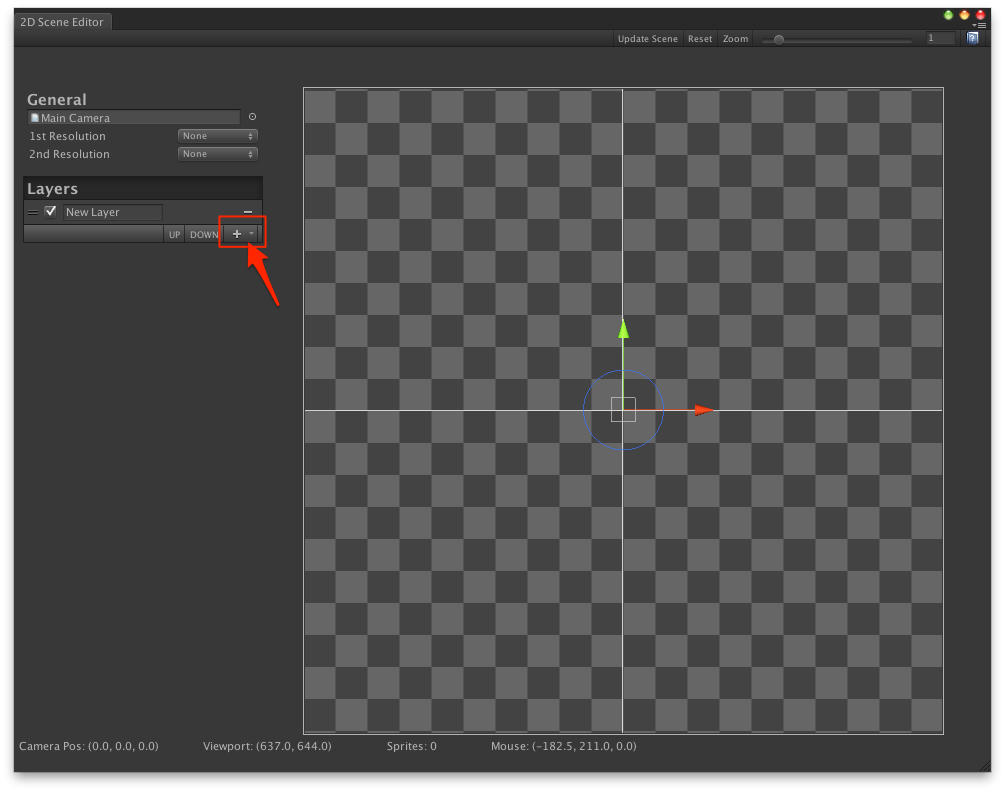 2D Scene Editor
Update Scene Reset Zoom 1
General
Main Camera
1st Resolution None
2nd Resolution None
Layers
New Layer
UP DOWN +
Camera Pos: (0.0, 0.0, 0.0) Viewport: (637.0, 644.0) Sprites: 0 Mouse: (-182.5, 211.0, 0.0)